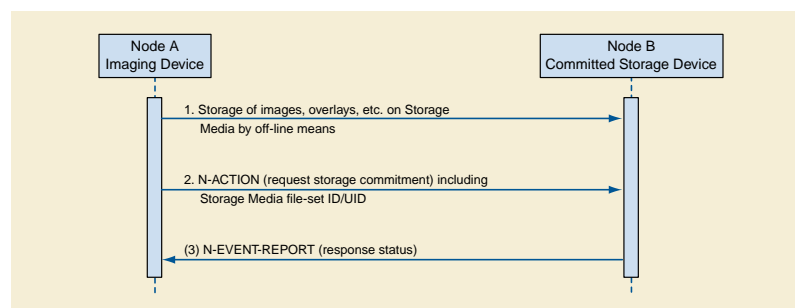 Node A
Imaging Device
Node B
Committed Storage Device
1. Storage of images, overlays, etc. on Storage
Media by off-line means
2. N-ACTION (request storage commitment) including
Storage Media file-set ID/UID
(3) N-EVENT-REPORT (response status)